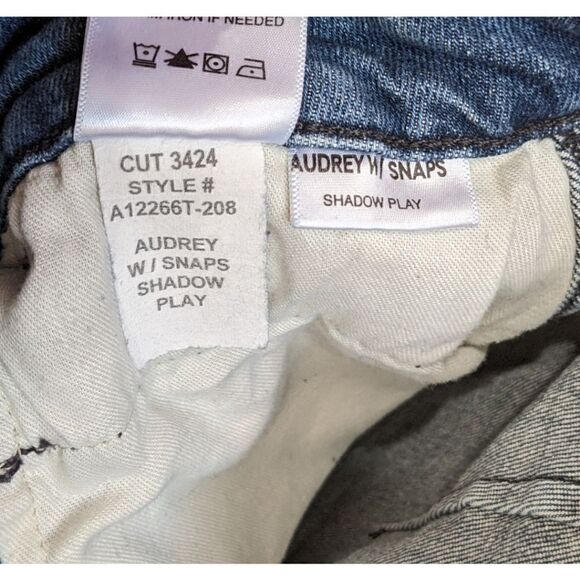 IRON IF NEEDED
CUT 3424
STYLE #
A12266T-208
AUDREY
W/ SNAPS
SHADOW
PLAY
AUDREY W/ SNAPS
SHADOW PLAY